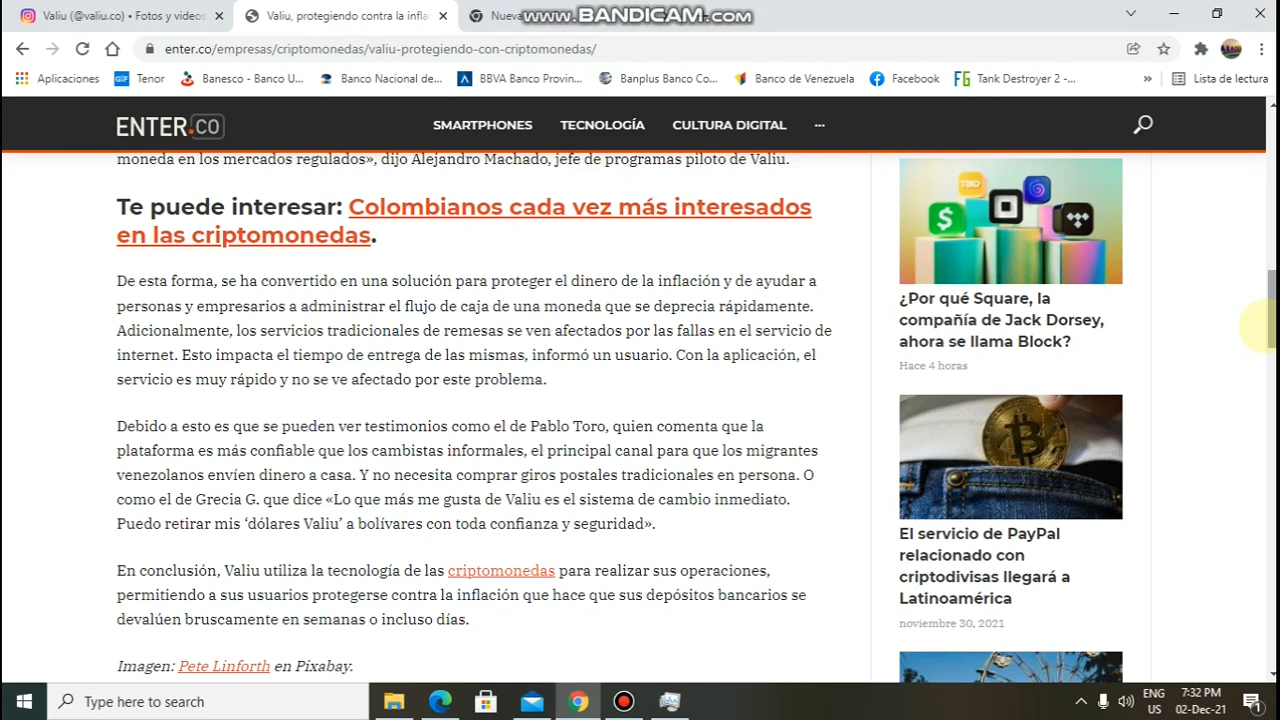 Valiu (@valiu.co) • Fotos y videos
Valiu, protegiendo contra la infla
Nueva
www.BANDICAM.com
enter.co/empresas/criptomonedas/valiu-protegiendo-con-criptomonedas/
Aplicaciones
GIF Tenor
Banesco - Banco U...
Banco Nacional de...
BBVA Banco Provin...
Banplus Banco Co...
Banco de Venezuela
Facebook
FG Tank Destroyer 2 -...
»
Lista de lectura
ENTER.CO
SMARTPHONES
TECNOLOGÍA
CULTURA DIGITAL
...
moneda en los mercados regulados», dijo Alejandro Machado, jefe de programas piloto de Valiu.
Te puede interesar: Colombianos cada vez más interesados
en las criptomonedas.
De esta forma, se ha convertido en una solución para proteger el dinero de la inflación y de ayudar a
personas y empresarios a administrar el flujo de caja de una moneda que se deprecia rápidamente.
Adicionalmente, los servicios tradicionales de remesas se ven afectados por las fallas en el servicio de
internet. Esto impacta el tiempo de entrega de las mismas, informó un usuario. Con la aplicación, el
servicio es muy rápido y no se ve afectado por este problema.
Debido a esto es que se pueden ver testimonios como el de Pablo Toro, quien comenta que la
plataforma es más confiable que los cambistas informales, el principal canal para que los migrantes
venezolanos envíen dinero a casa. Y no necesita comprar giros postales tradicionales en persona. O
como el de Grecia G. que dice «Lo que más me gusta de Valiu es el sistema de cambio inmediato.
Puedo retirar mis ‘dólares Valiu’ a bolívares con toda confianza y seguridad».
En conclusión, Valiu utiliza la tecnología de las criptomonedas para realizar sus operaciones,
permitiendo a sus usuarios protegerse contra la inflación que hace que sus depósitos bancarios se
devalúen bruscamente en semanas o incluso días.
Imagen: Pete Linforth en Pixabay.
¿Por qué Square, la
compañía de Jack Dorsey,
ahora se llama Block?
Hace 4 horas
El servicio de PayPal
relacionado con
criptodivisas llegará a
Latinoamérica
noviembre 30, 2021
Type here to search
ENG
US
7:32 PM
02-Dec-21
1